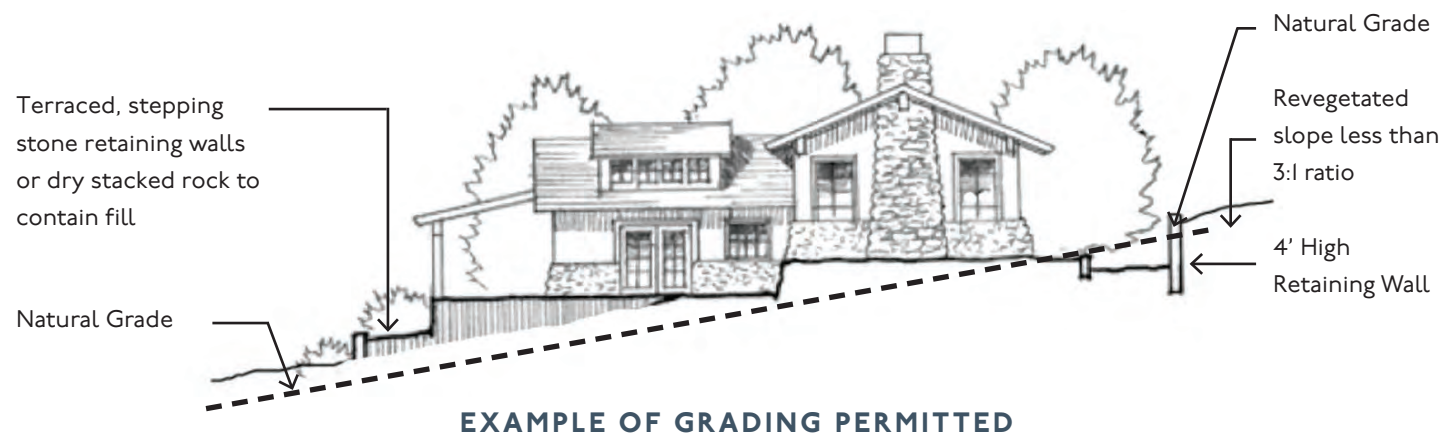 Terraced, stepping
stone retaining walls
or dry stacked rock to
contain fill
Natural Grade
Natural Grade
Revegetated
slope less than
3:1 ratio
4' High
Retaining Wall
EXAMPLE OF GRADING PERMITTED